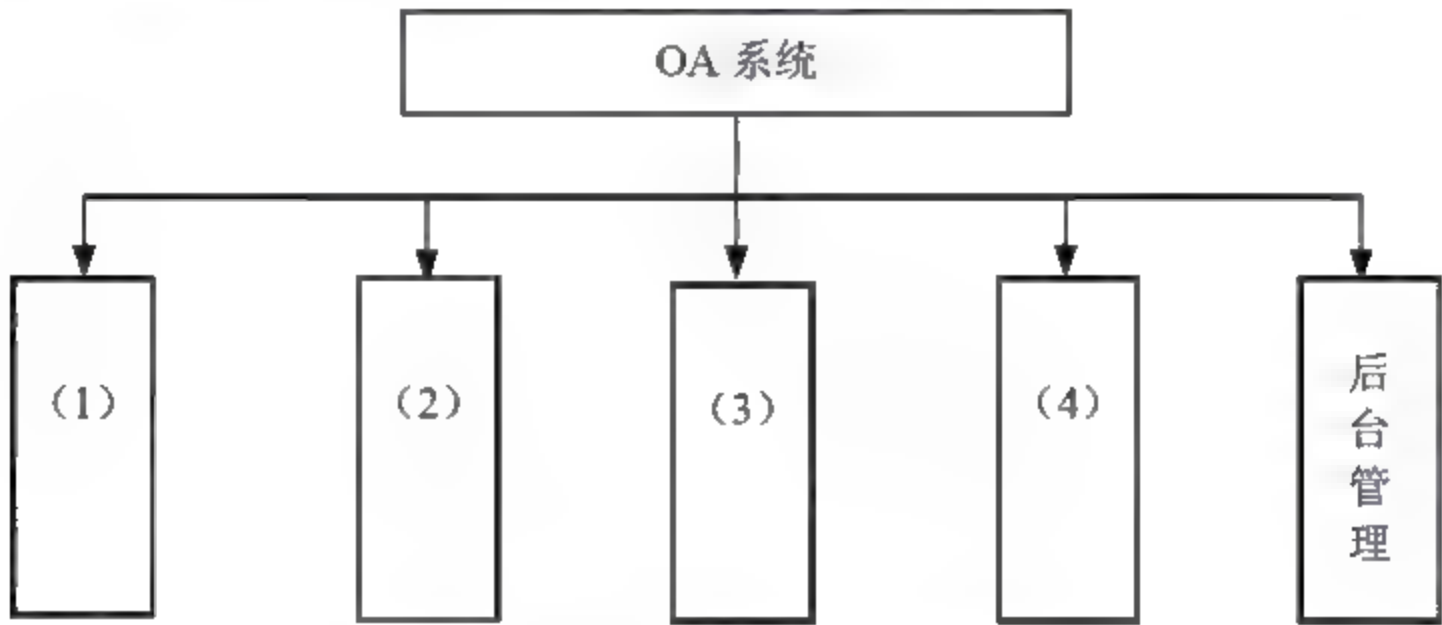 OA 系统
（1）
（2）
（3）
（4）
后台管理